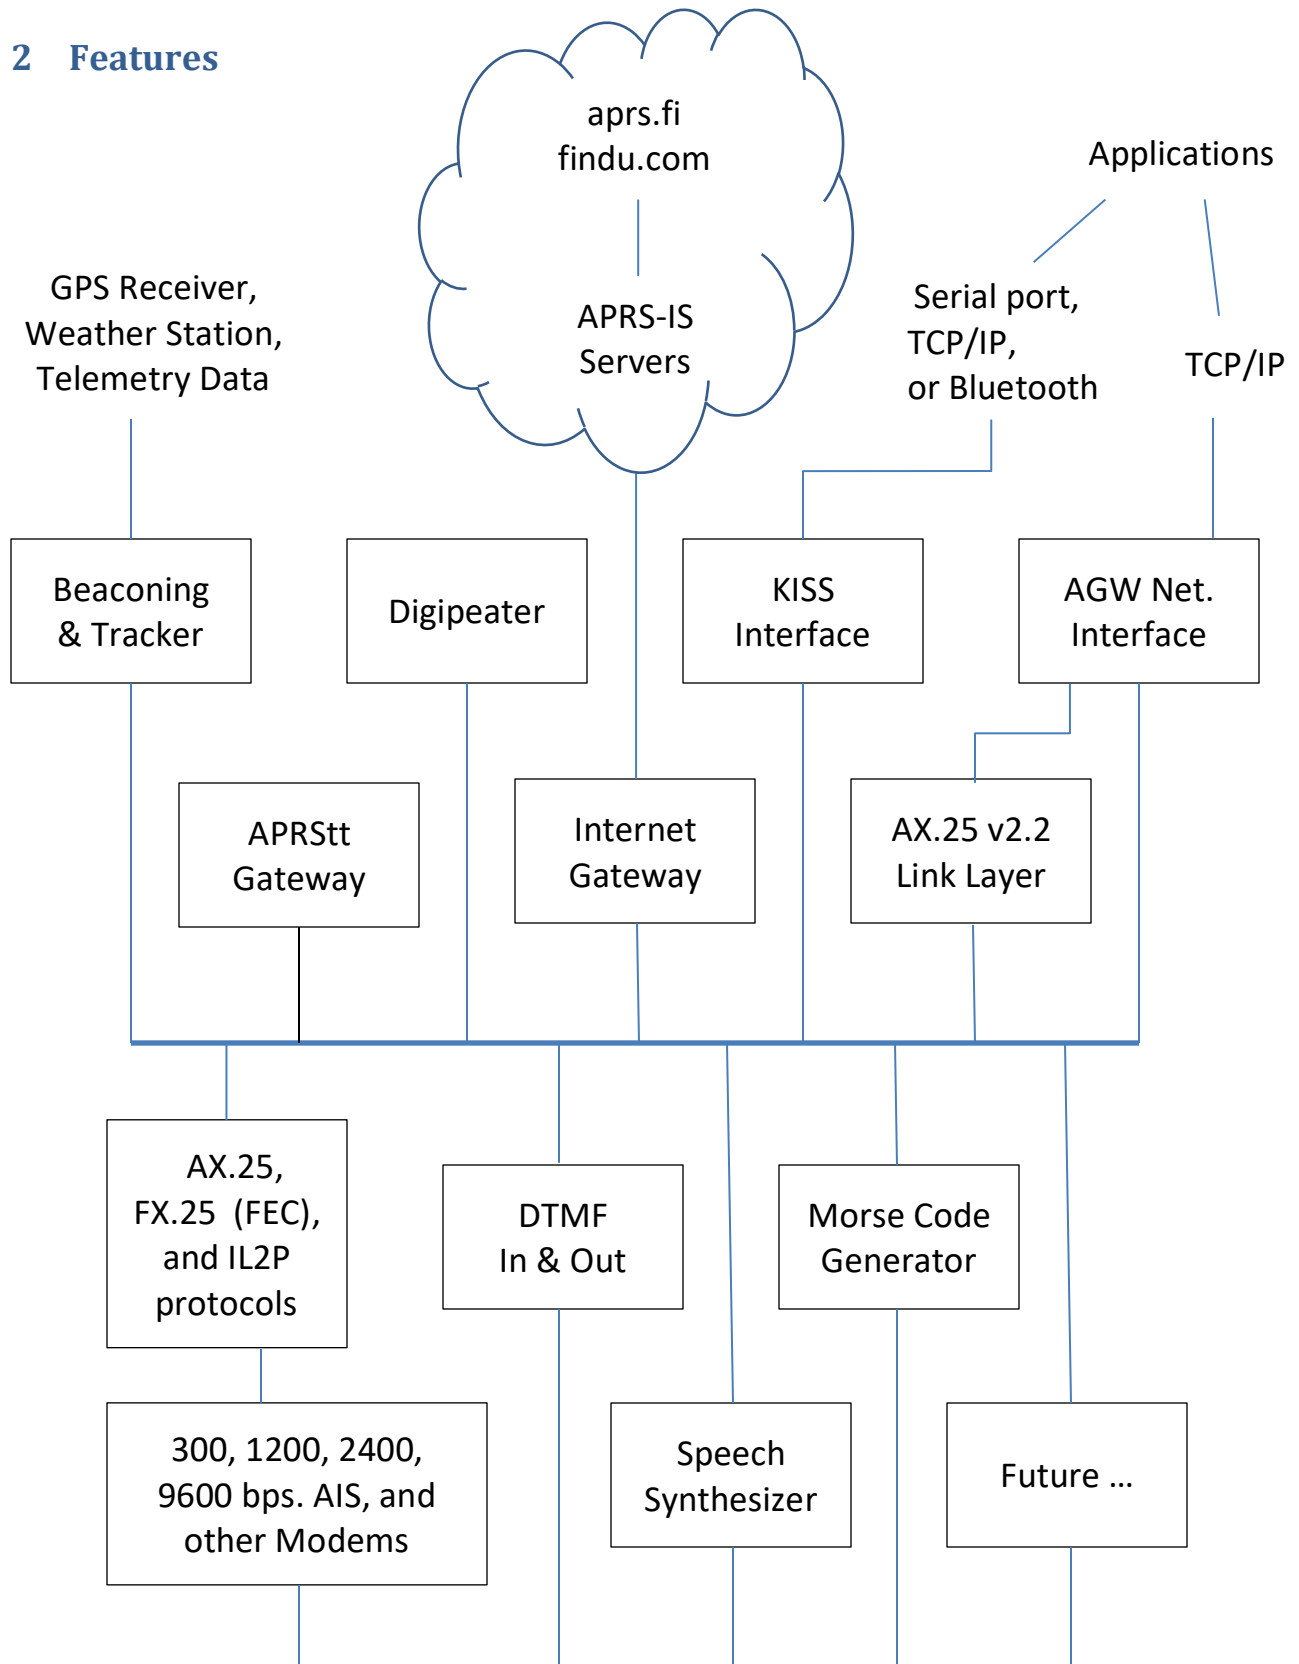 2 Features
aprs.fi
findu.com
Applications
GPS Receiver,
Weather Station,
Telemetry Data
APRS-IS
Servers
Serial port,
TCP/IP,
or Bluetooth
TCP/IP
Beaconing
& Tracker
Digipeater
KISS
Interface
AGW Net.
Interface
APRStt
Gateway
Internet
Gateway
AX.25 v2.2
Link Layer
AX.25,
FX.25  (FEC),
and IL2P
protocols
DTMF
In & Out
Morse Code
Generator
300, 1200, 2400,
9600 bps. AIS, and
other Modems
Speech
Synthesizer
Future ...